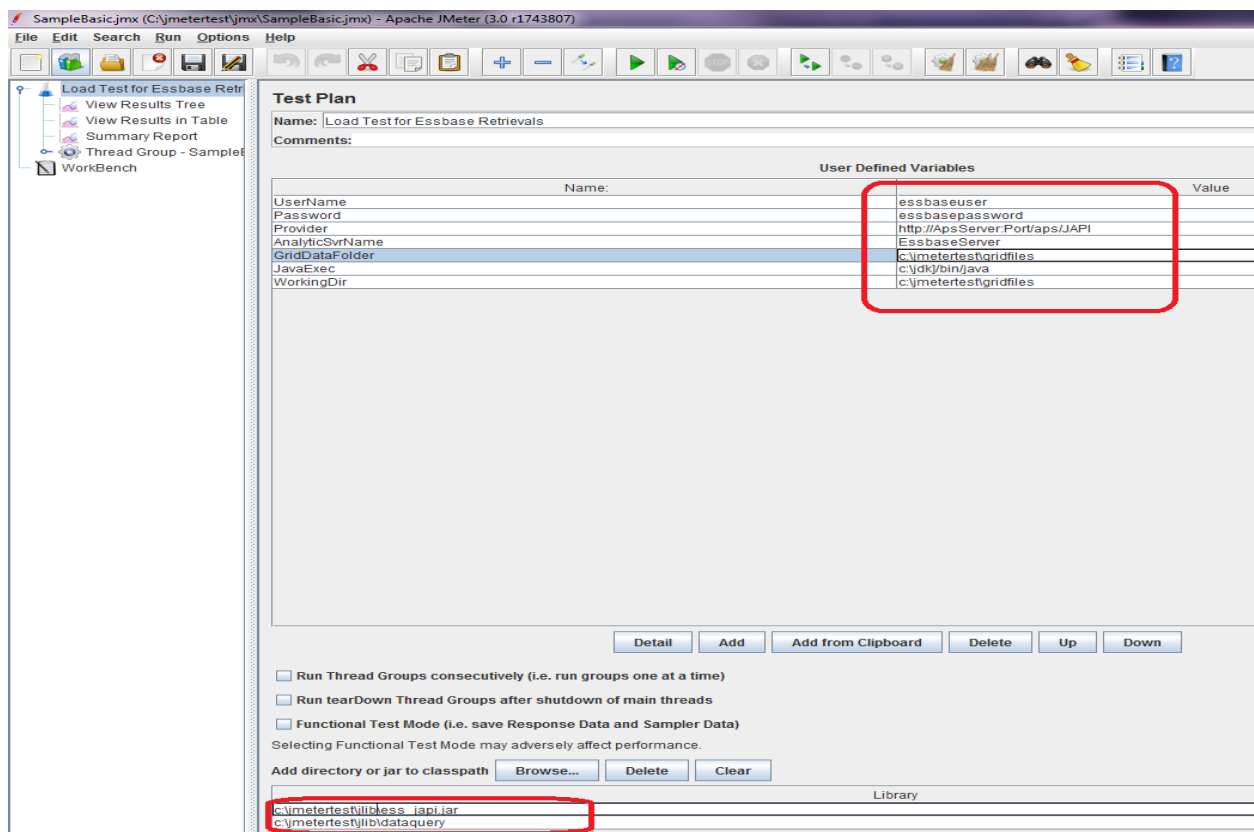 SampleBasic.jmx (C:\jmetertest\jmx\SampleBasic.jmx) - Apache JMeter (3.0 r1743807)
File Edit Search Run Options Help
STOP
Load Test for Essbase Retr
View Results Tree
View Results in Table
Summary Report
Thread Group - SampleE
WorkBench
Test Plan
Name: Load Test for Essbase Retrievals
Comments:
User Defined Variables
Name: Value
UserName essbaseuser
Password essbasepassword
Provider http://ApsServer:Port/aps/JAPI
AnalyticSvrName EssbaseServer
GridDataFolder c:\jmetertest\gridfiles
JavaExec c:\jdk]/bin/java
WorkingDir c:\jmetertest\gridfiles
Detail Add Add from Clipboard Delete Up Down
Run Thread Groups consecutively (i.e. run groups one at a time)
Run tearDown Thread Groups after shutdown of main threads
Functional Test Mode (i.e. save Response Data and Sampler Data)
Selecting Functional Test Mode may adversely affect performance.
Add directory or jar to classpath Browse... Delete Clear
Library
c:\jmetertest\jlib\ess_japi.jar
c:\jmetertest\jlib\dataquery